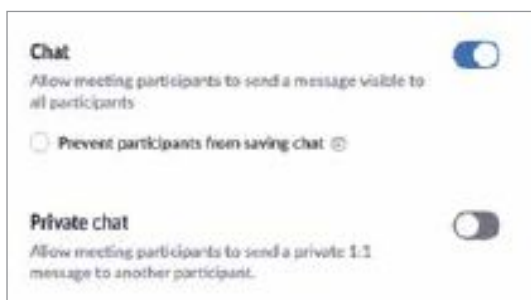 Chat
Allow meeting participants to send a message visible to
all participants
Prevent participants from saving chat
Private chat
Allow meeting participants to send a private 1:1
message to another participant.